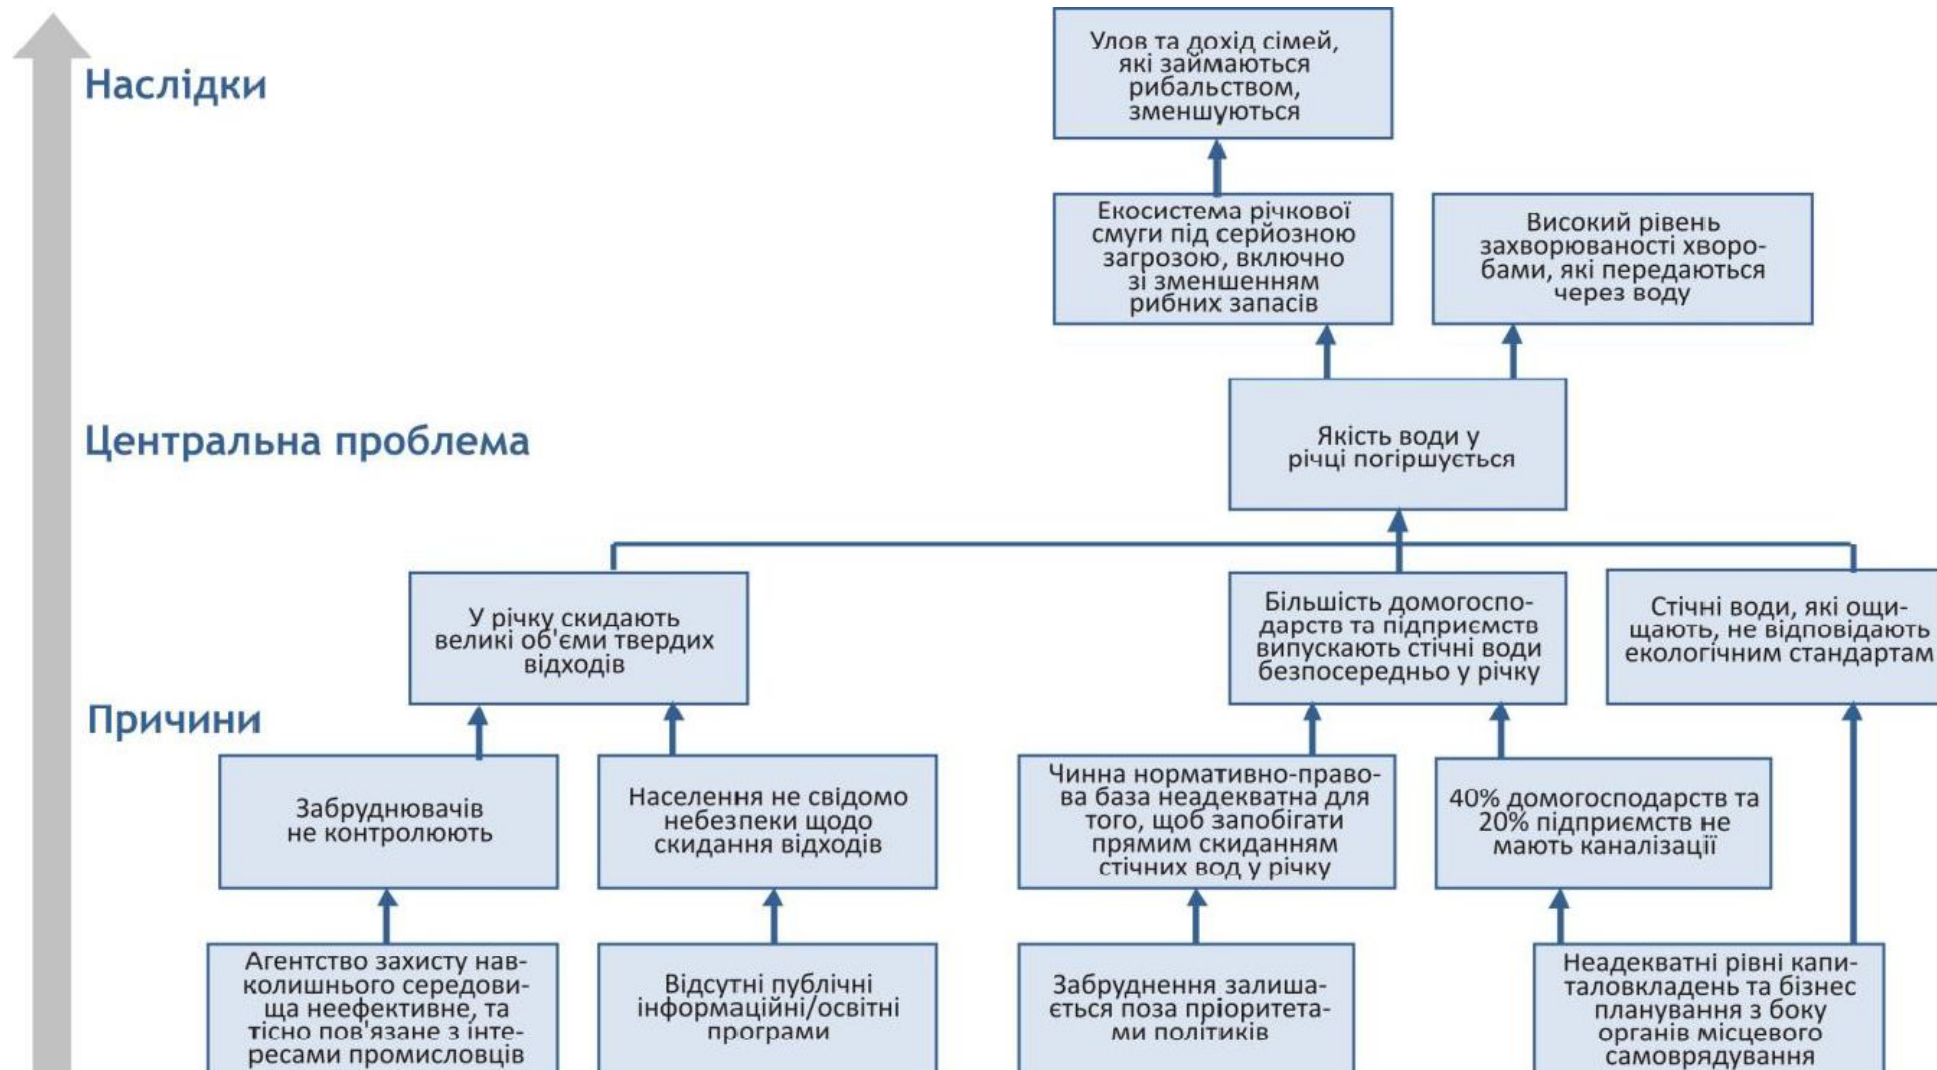 Наслідки
Улов та дохід сімей,
які займаються
рибальством,
зменшуються
Екосистема річкової
смуги під серйозною
загрозою, включно
зі зменшенням
рибних запасів
Високий рівень
захворюваності хворо-
бами, які передаються
через воду
Центральна проблема
Якість води у
річці погіршується
У річку скидають
великі об'єми твердих
відходів
Більшість домогоспо-
дарств та підприємств
випускають стічні води
безпосередньо у річку
Стічні води, які ощи-
щають, не відповідають
екологічним стандартам
Причини
Забруднювачів
не контролюють
Населення не свідомо
небезпеки щодо
скидання відходів
Чинна нормативно-право-
ва база неадекватна для
того, щоб запобігати
прямим скиданням
стічних вод у річку
40% домогосподарств та
20% підприємств не
мають каналізації
Агентство захисту нав-
колишнього середови-
ща неефективне, та
тісно пов'язане з інте-
ресами промисловців
Відсутні публічні
інформаційні/освітні
програми
Забруднення залиша-
ється поза пріоритета-
ми політиків
Неадекватні рівні капи-
таловкладень та бізнес
планування з боку
органів місцевого
самоврядування